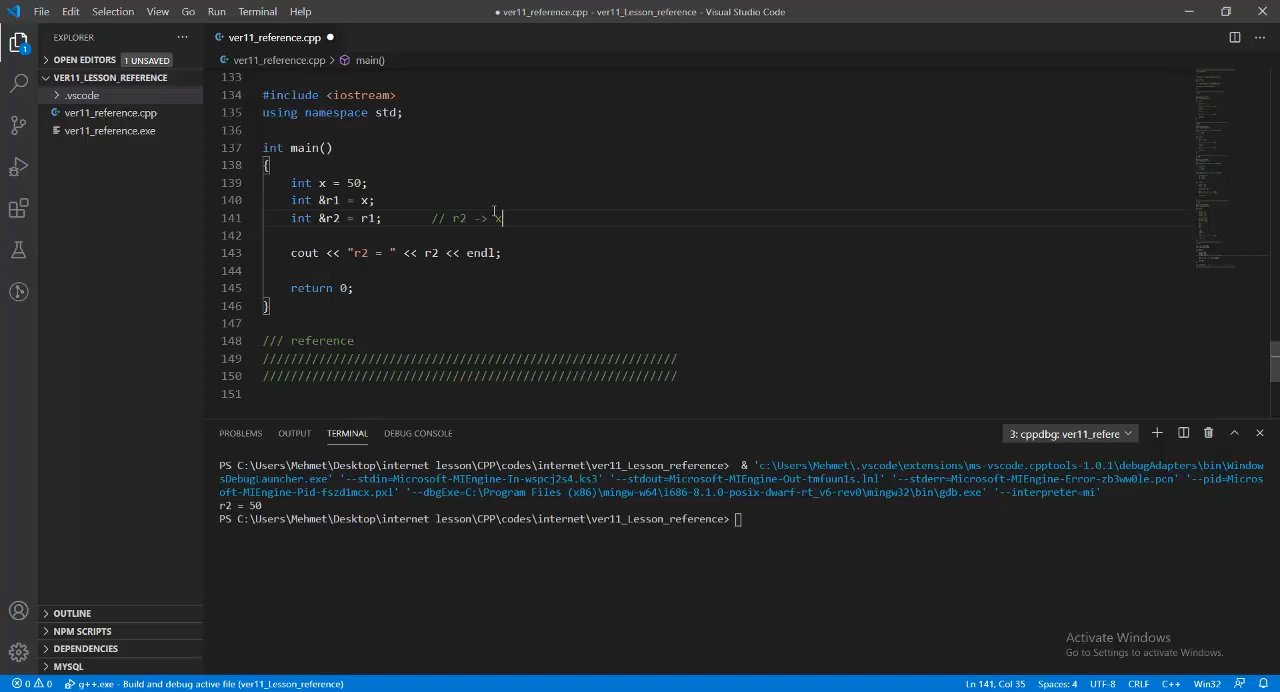 File Edit Selection View Go Run Terminal Help
● ver11_reference.cpp - ver11_Lesson_reference - Visual Studio Code
EXPLORER
OPEN EDITORS 1 UNSAVED
VER11_LESSON_REFERENCE
.vscode
ver11_reference.cpp
ver11_reference.exe
OUTLINE
NPM SCRIPTS
DEPENDENCIES
MYSQL
1
ver11_reference.cpp ●
ver11_reference.cpp > main()
133
134 #include <iostream>
135 using namespace std;
136
137 int main()
138 {
139 int x = 50;
140 int &r1 = x;
141 int &r2 = r1; // r2 -> x
142
143 cout << "r2 = " << r2 << endl;
144
145 return 0;
146 }
147
148 /// reference
149 ///////////////////////////////////////////////////////////
150 ///////////////////////////////////////////////////////////
151
PROBLEMS OUTPUT TERMINAL DEBUG CONSOLE 3: cppdbg: ver11_refere
PS C:\Users\Mehmet\Desktop\internet lesson\CPP\codes\internet\ver11_Lesson_reference> & 'c:\Users\Mehmet\.vscode\extensions\ms-vscode.cpptools-1.0.1\debugAdapters\bin\Window
sDebugLauncher.exe' '--stdin=Microsoft-MIEngine-In-wspcj2s4.ks3' '--stdout=Microsoft-MIEngine-Out-tmfuun1s.lnl' '--stderr=Microsoft-MIEngine-Error-zb3ww0le.pcn' '--pid=Micros
oft-MIEngine-Pid-fszd1mcx.pxl' '--dbgExe=C:\Program Files (x86)\mingw-w64\i686-8.1.0-posix-dwarf-rt_v6-rev0\mingw32\bin\gdb.exe' '--interpreter=mi'
r2 = 50
PS C:\Users\Mehmet\Desktop\internet lesson\CPP\codes\internet\ver11_Lesson_reference>
Activate Windows
Go to Settings to activate Windows.
0 0 g++.exe - Build and debug active file (ver11_Lesson_reference) Ln 141, Col 35 Spaces: 4 UTF-8 CRLF C++ Win32